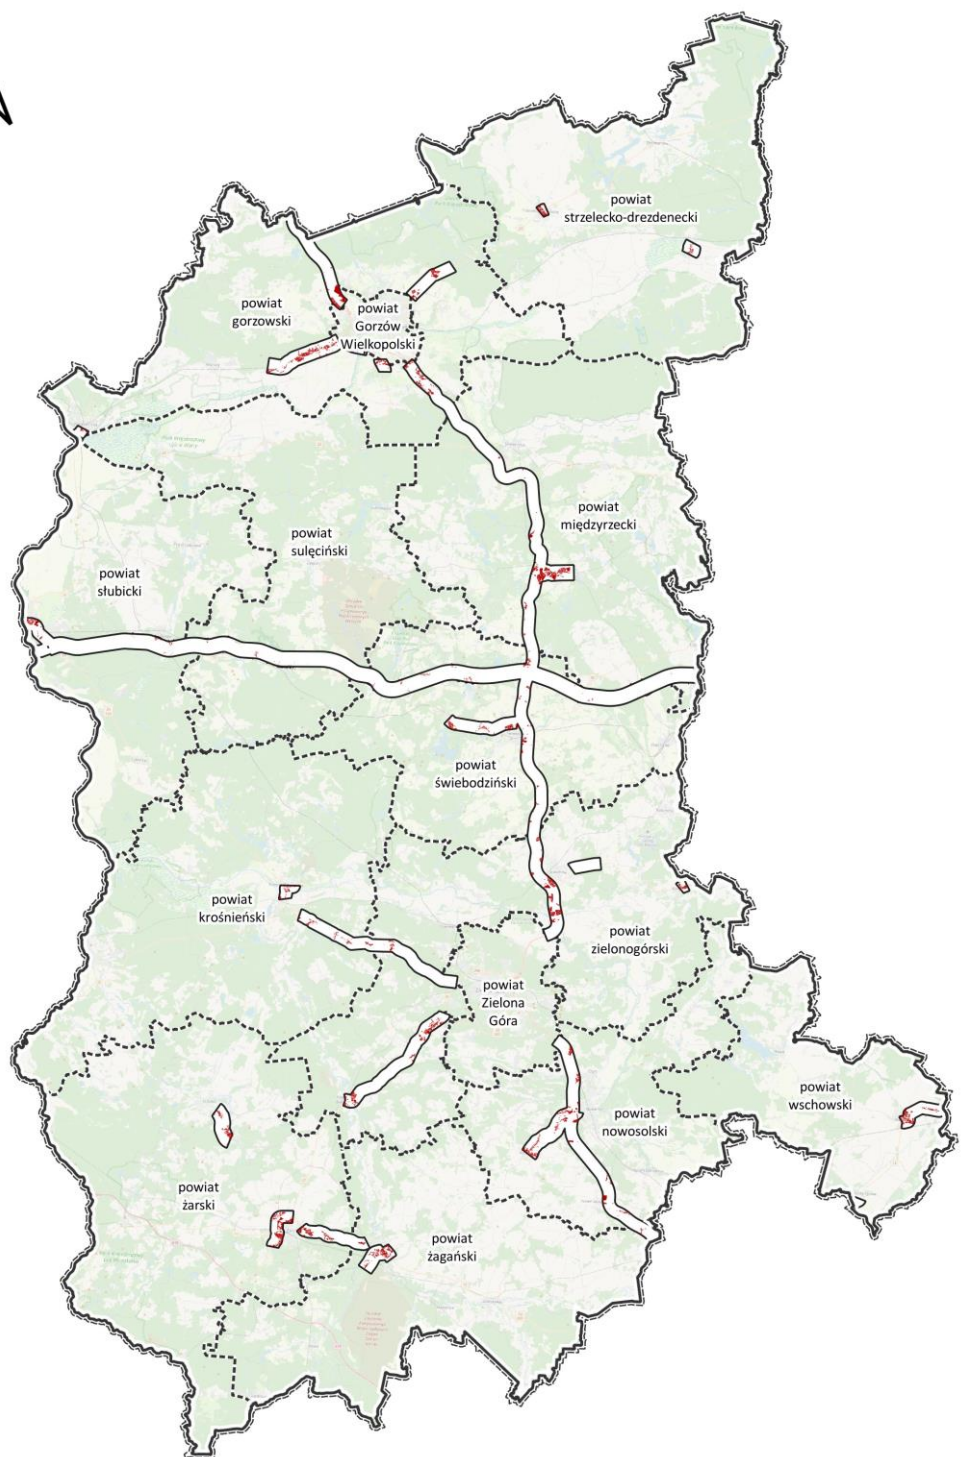 powiat
strzelecko-drezdenecki
powiat
gorzowski
powiat
Gorzów
Wielkopolski
powiat
międzyrzecki
powiat
sulęciński
powiat
słubicki
powiat
świebodziński
powiat
krośnieński
powiat
zielonogórski
powiat
Zielona
Góra
powiat
wschowski
powiat
nowosolski
powiat
żarski
powiat
żagański